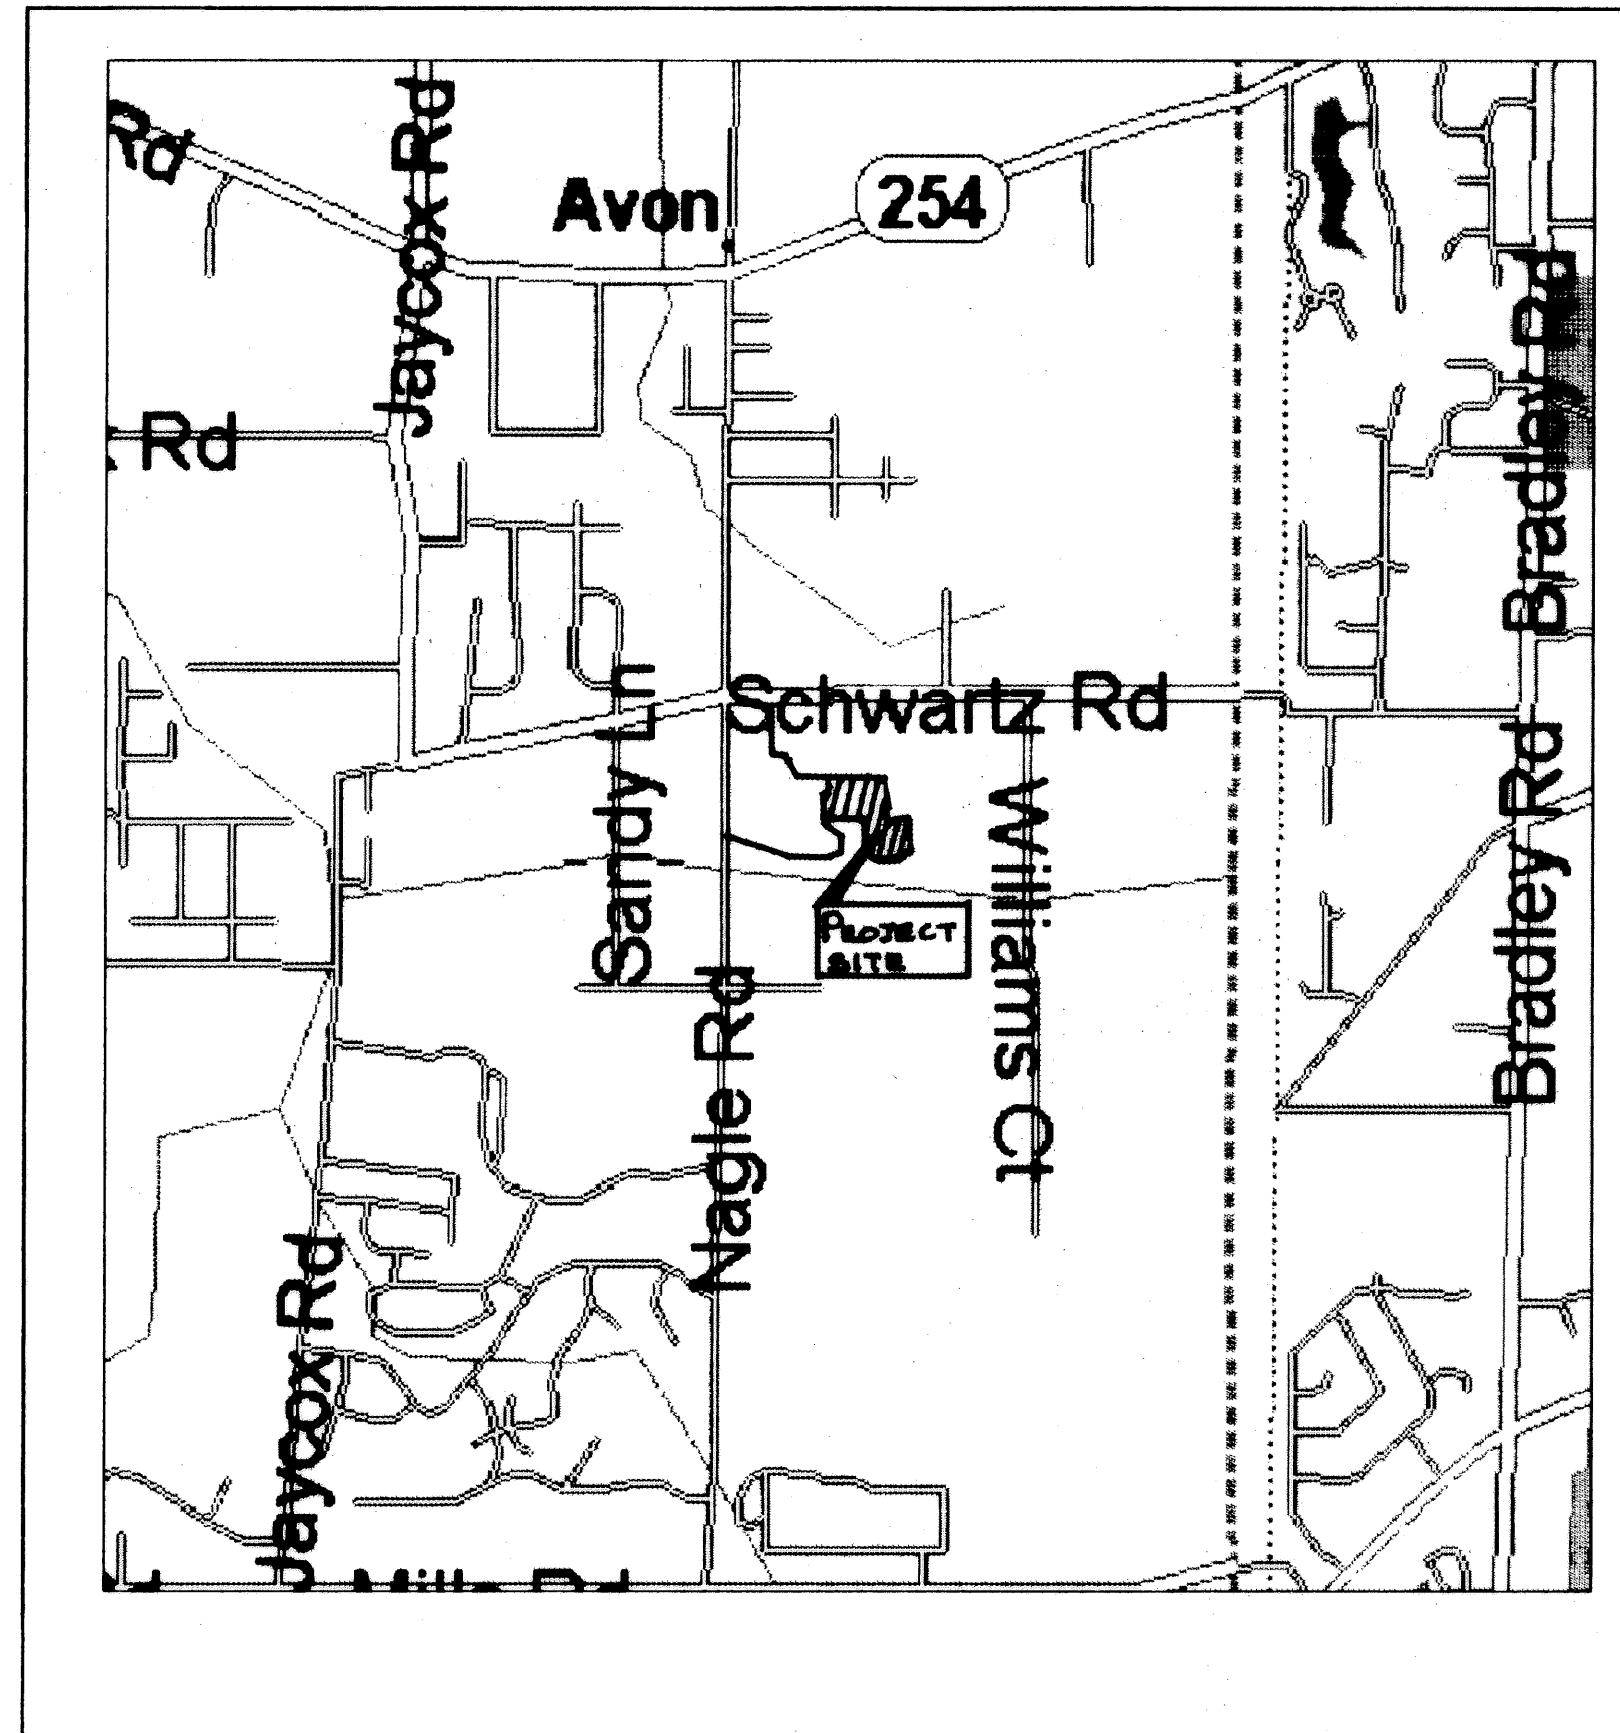 Rd
Jaycox Rd
Avon
254
Rd
Bradley Rd
Schwartz Rd
Sandy Ln
Williams Ct
Bradley Rd
PROJECT
SITE
Nagle Rd
Jaycox Rd